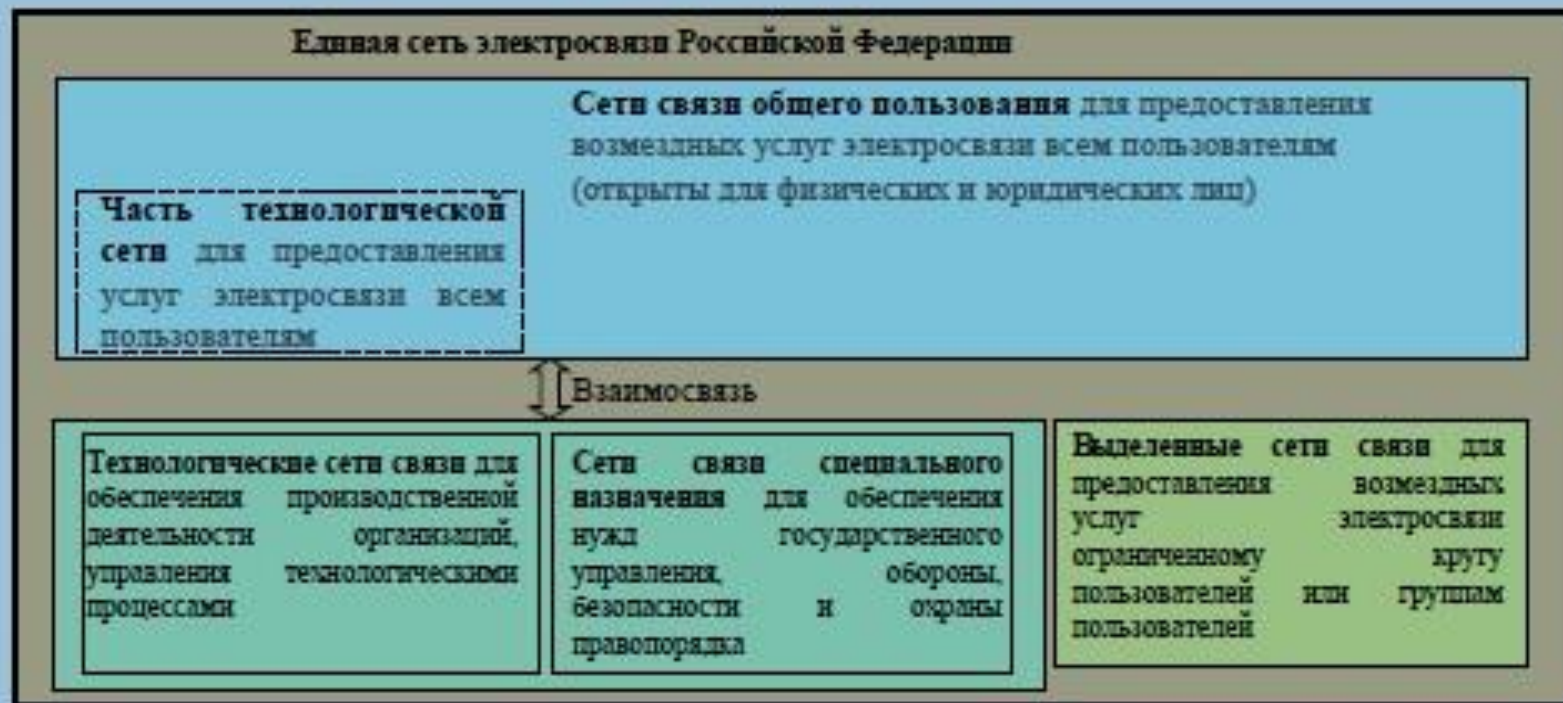 Единая сеть электросвязи Российской Федерации
Сети связи общего пользования для предоставления
возмездных услуг электросвязи всем пользователям
(открыты для физических и юридических лиц)
Часть технологической
сети для предоставления
услуг электросвязи всем
пользователям
Взаимосвязь
Технологические сети связи для
обеспечения производственной
деятельности организаций,
управления технологическими
процессами
Сети связи специального
назначения для обеспечения
нужд государственного
управления, обороны,
безопасности и охраны
правопорядка
Выделенные сети связи для
предоставления возмездных
услуг электросвязи
ограниченному кругу
пользователей или группам
пользователей